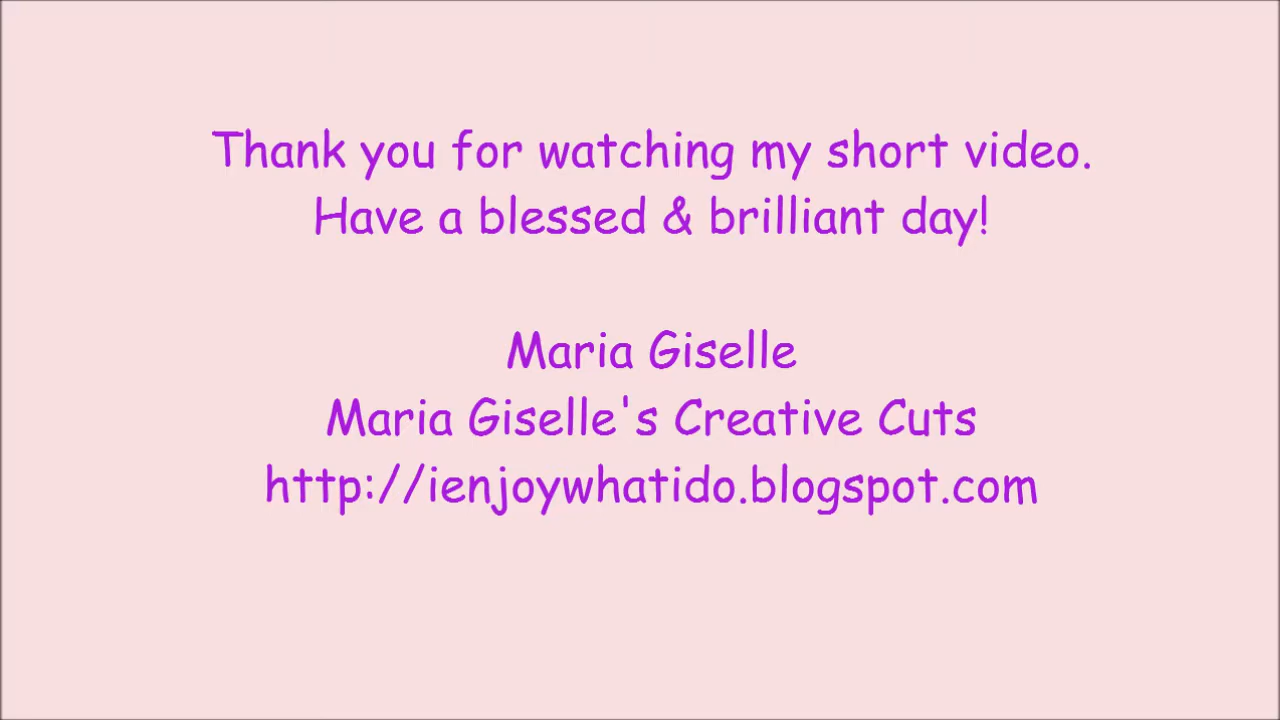 Thank you for watching my short video.
Have a blessed & brilliant day!
Maria Giselle
Maria Giselle's Creative Cuts
http://ienjoywhatido.blogspot.com